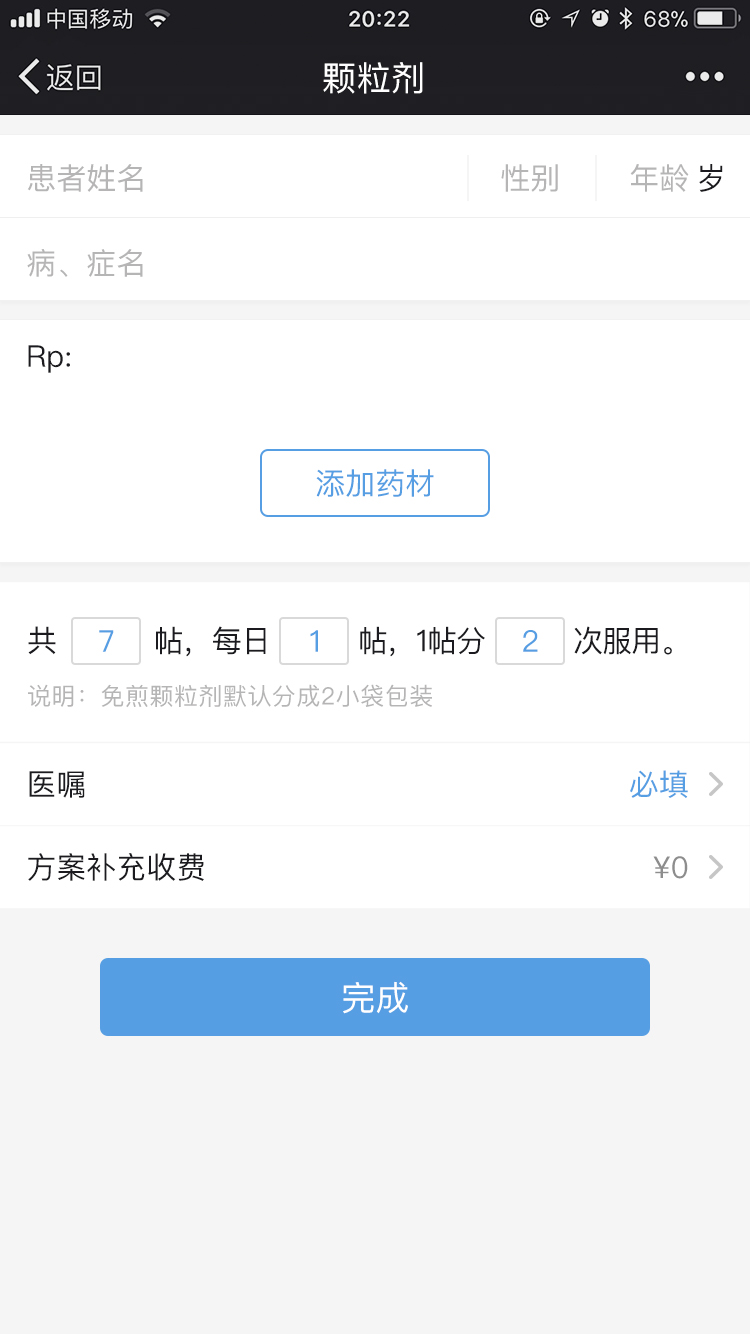 中国移动 20:22 68%
返回 颗粒剂
患者姓名 性别 年龄 岁
病、症名
Rp:
添加药材
共 7 帖，每日 1 帖，1帖分 2 次服用。
说明：免煎颗粒剂默认分成2小袋包装
医嘱 必填
方案补充收费 ¥0
完成